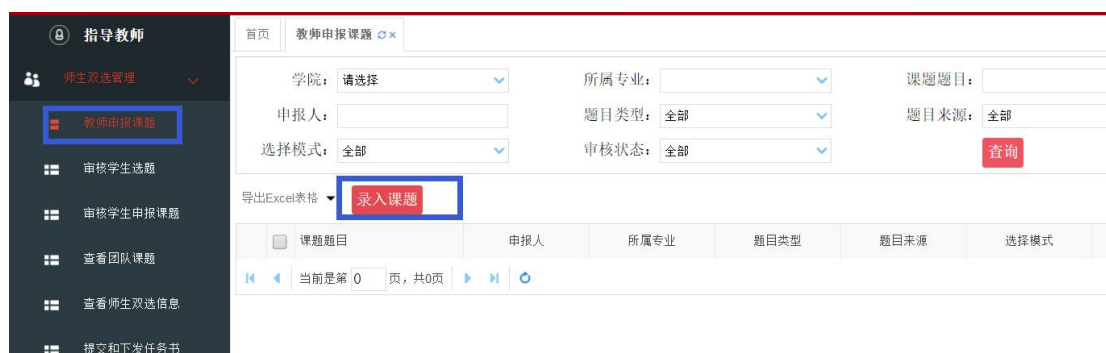 指导教师
首页 教师申报课题
师生双选管理
学院: 请选择 所属专业: 课题题目:
教师申报课题
申报人: 题目类型: 全部 题目来源: 全部
选择模式: 全部 审核状态: 全部 查询
审核学生选题
导出Excel表格 录入课题
审核学生申报课题
课题题目 申报人 所属专业 题目类型 题目来源 选择模式
查看团队课题
当前是第 0 页,共0页
查看师生双选信息
提交和下发任务书